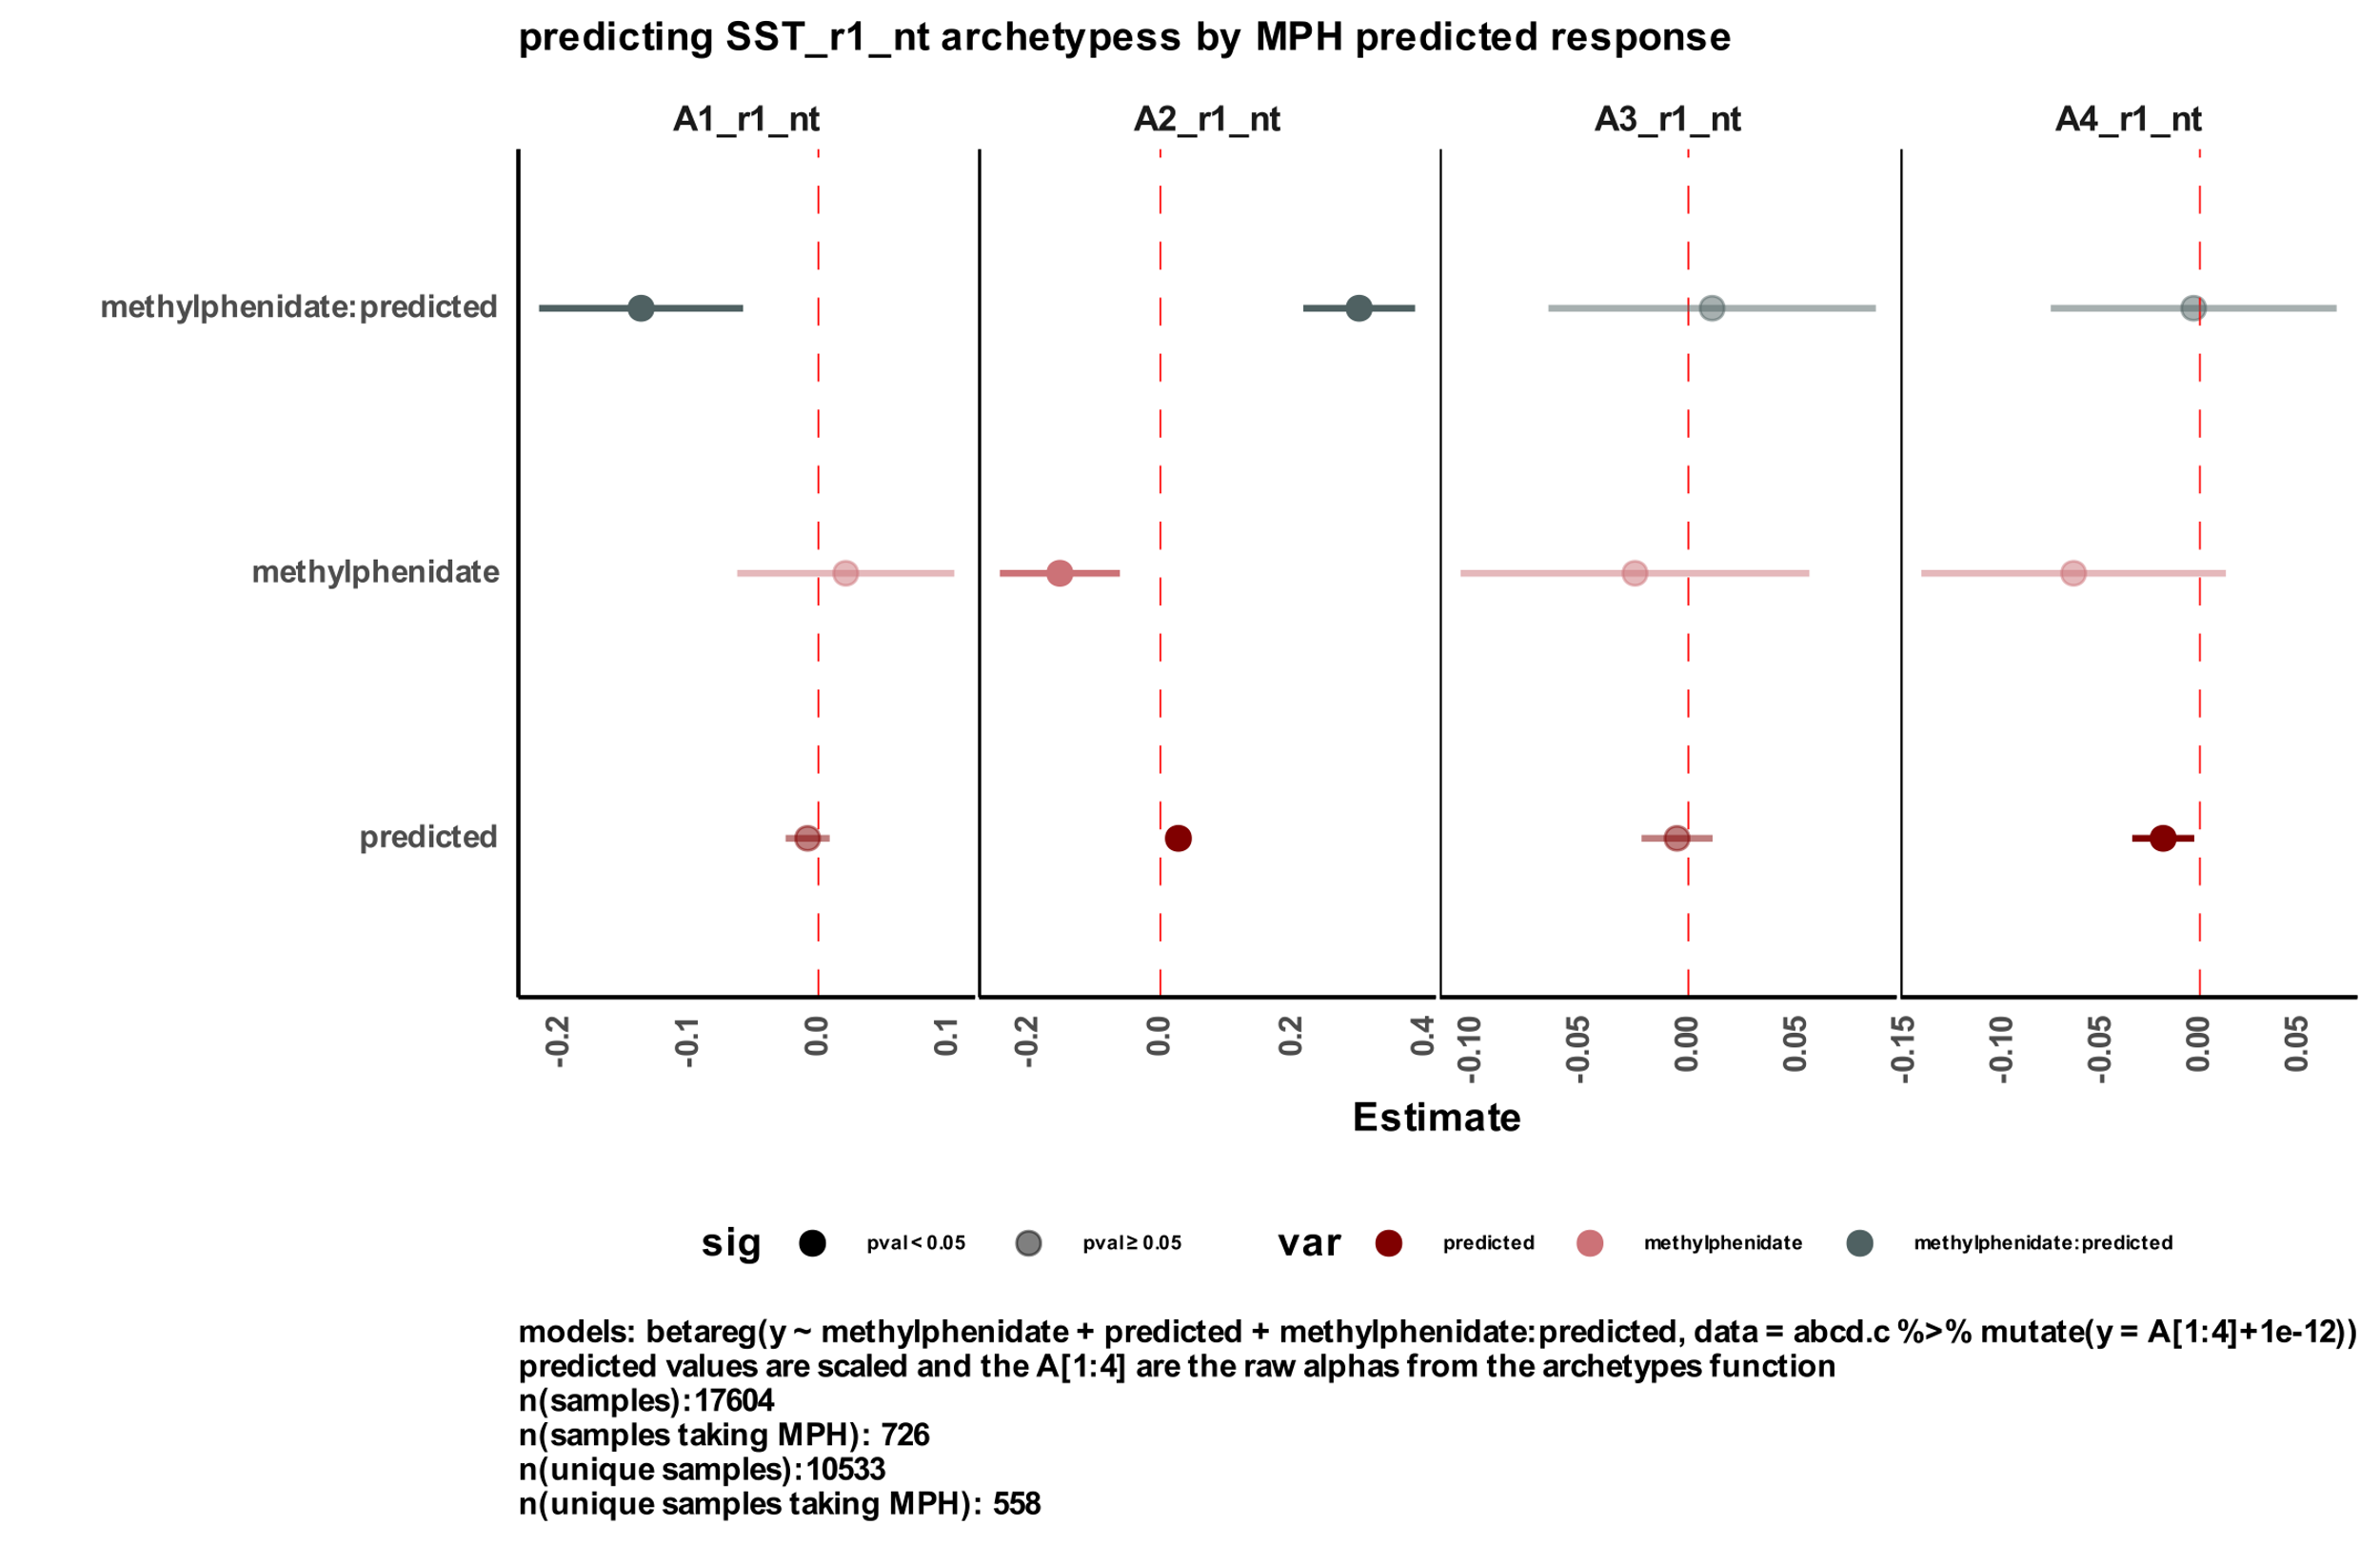 predicting SST_r1_nt archetypess by MPH predicted response
A1_r1_nt A2_r1_nt A3_r1_nt A4_r1_nt
methylphenidate:predicted
methylphenidate
predicted
-0.2 -0.1 0.0 0.1 -0.2 0.0 0.2 0.4 -0.10 -0.05 -0.00 0.05 -0.15 -0.10 -0.05 0.00 0.05
Estimate
sig pval < 0.05 pval ≥ 0.05 var predicted methylphenidate methylphenidate:predicted
models: betareg(y ~ methylphenidate + predicted + methylphenidate:predicted, data = abcd.c %>% mutate(y = A[1:4]+1e-12))
predicted values are scaled and the A[1:4] are the raw alphas from the archetypes function
n(samples):17604
n(samples taking MPH): 726
n(unique samples):10533
n(unique samples taking MPH): 558